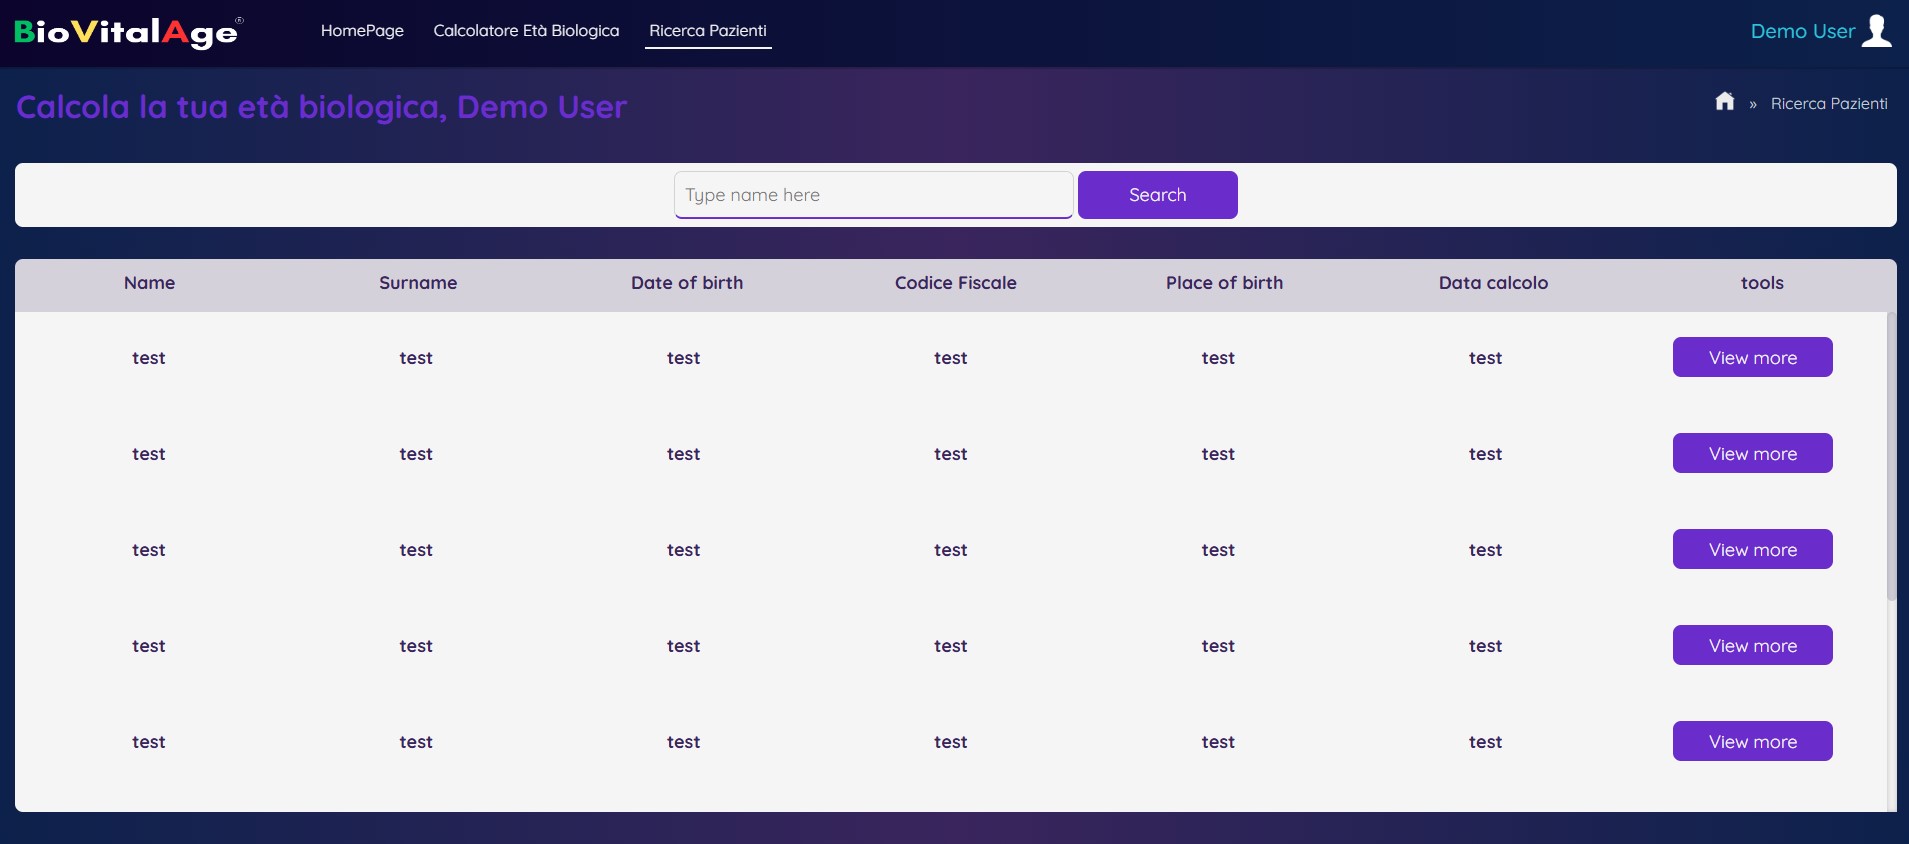 BioVitalAge® HomePage Calcolatore Età Biologica Ricerca Pazienti Demo User
Calcola la tua età biologica, Demo User
» Ricerca Pazienti
Type name here Search
Name Surname Date of birth Codice Fiscale Place of birth Data calcolo tools
test test test test test test View more
test test test test test test View more
test test test test test test View more
test test test test test test View more
test test test test test test View more